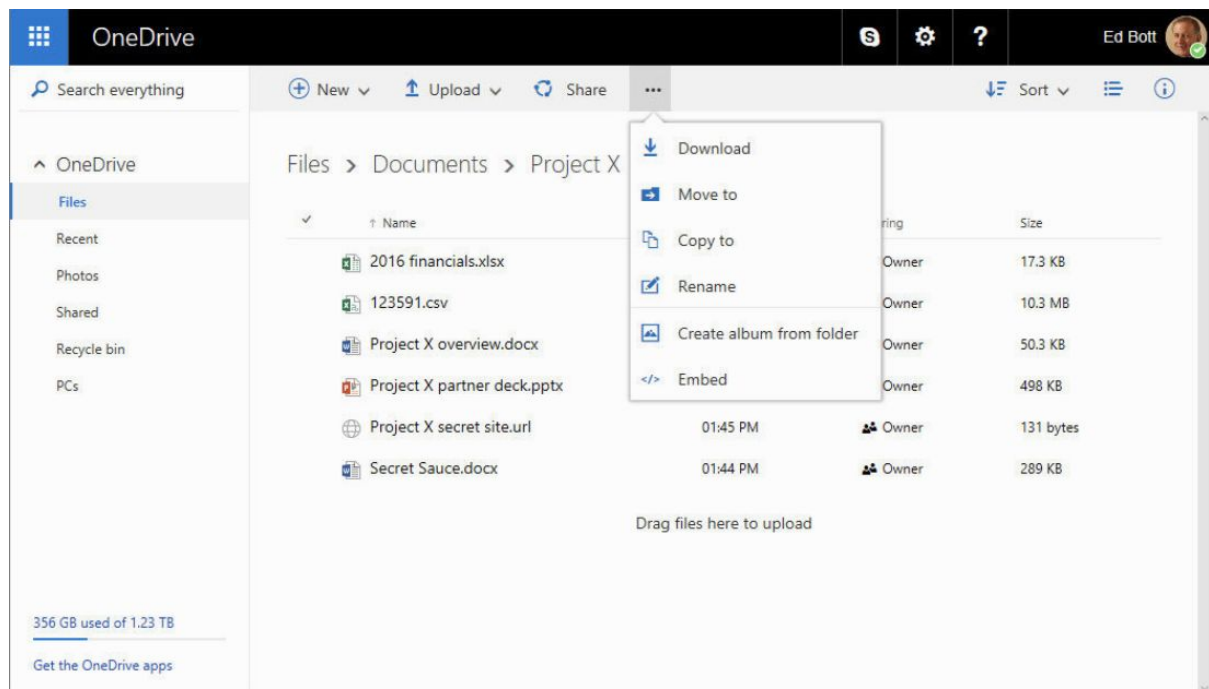 OneDrive
Ed Bott
Search everything
New
Upload
Share
Sort
OneDrive
Files
Recent
Photos
Shared
Recycle bin
PCs
Files > Documents > Project X
Download
Move to
Copy to
Rename
Create album from folder
Embed
Name
ring
Size
2016 financials.xlsx
Owner
17.3 KB
123591.csv
Owner
10.3 MB
Project X overview.docx
Owner
50.3 KB
Project X partner deck.pptx
Owner
498 KB
Project X secret site.url
01:45 PM
Owner
131 bytes
Secret Sauce.docx
01:44 PM
Owner
289 KB
Drag files here to upload
356 GB used of 1.23 TB
Get the OneDrive apps